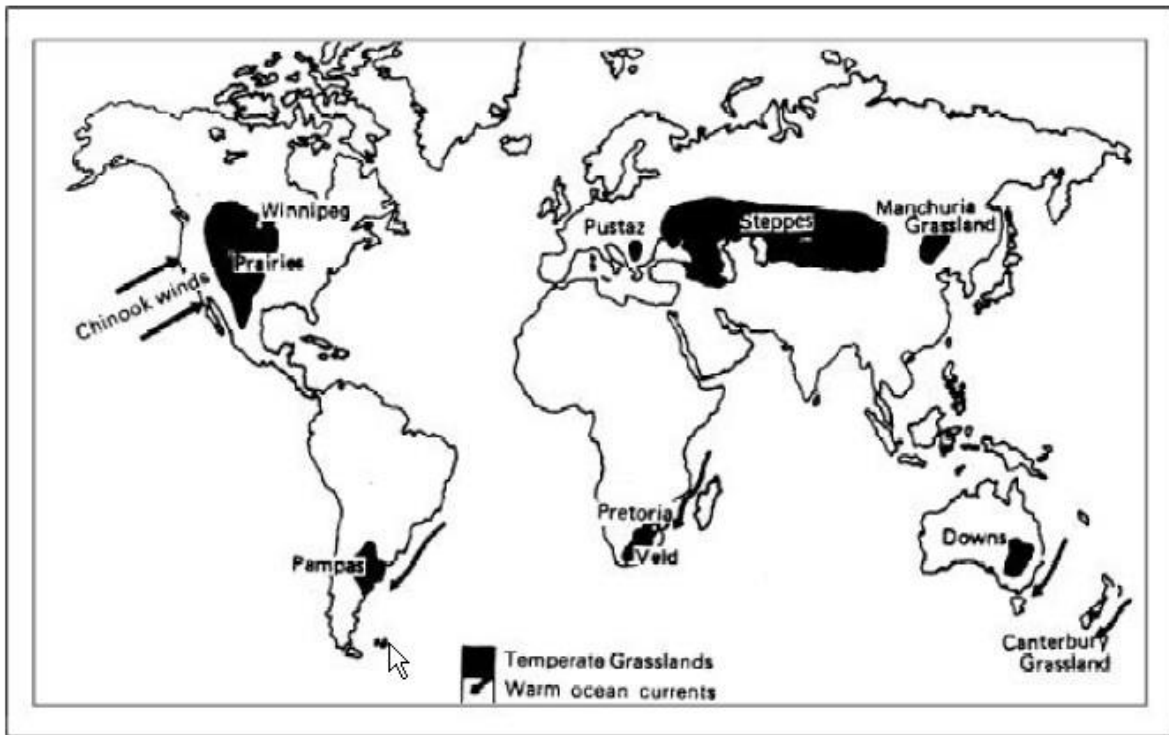 Winnipeg
Prairies
Chinook winds
Pustaz
Steppes
Manchuria
Grassland
Pampas
Pretoria
Veld
Downs
Canterbury
Grassland
Temperate Grasslands
Warm ocean currents